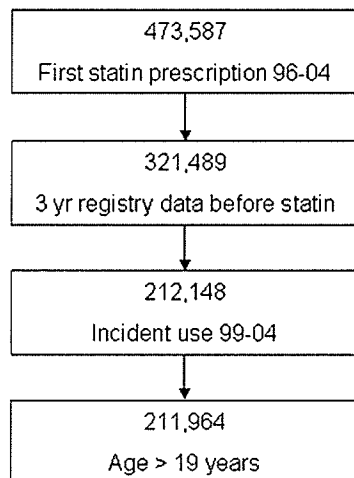 473,587
First statin prescription 96-04
321,489
3 yr registry data before statin
212,148
Incident use 99-04
211,964
Age > 19 years